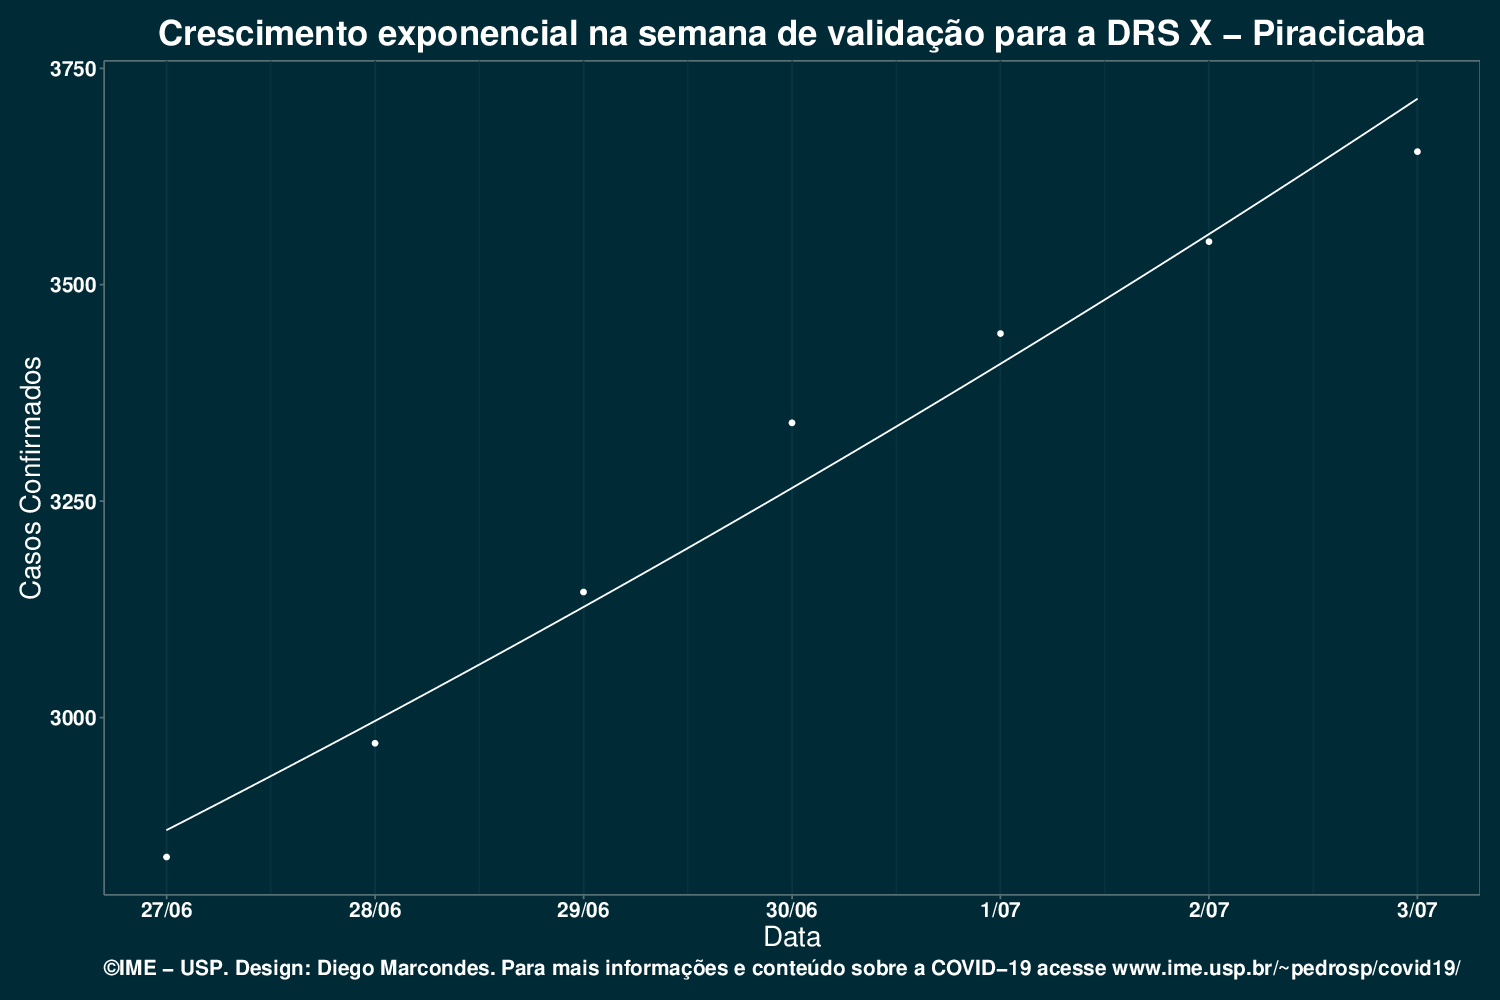 Crescimento exponencial na semana de validação para a DRS X – Piracicaba
3750
3500
3250
3000
Casos Confirmados
27/06 28/06 29/06 30/06 1/07 2/07 3/07
Data
©IME – USP. Design: Diego Marcondes. Para mais informações e conteúdo sobre a COVID–19 acesse www.ime.usp.br/~pedrosp/covid19/